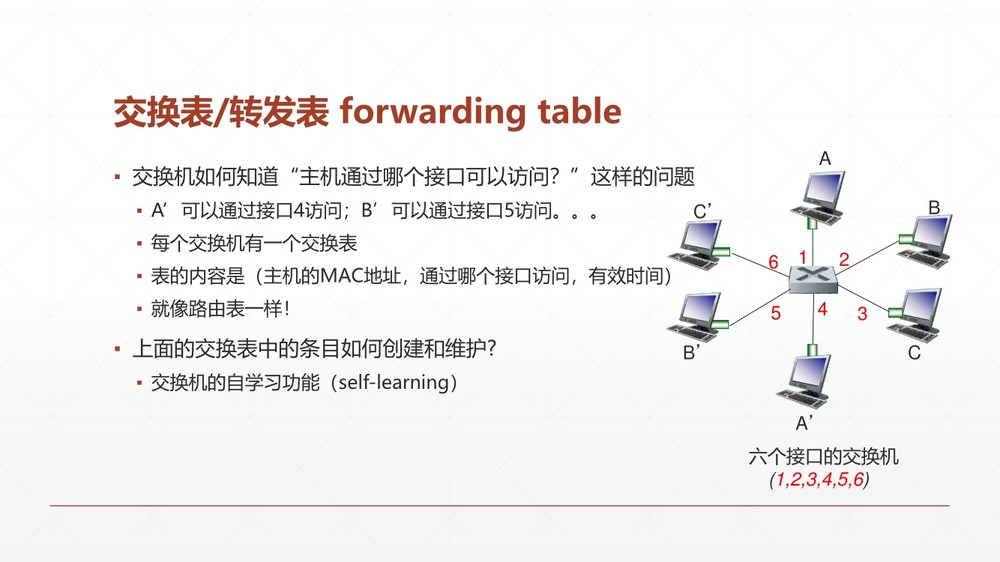 交换表/转发表 forwarding table
▪ 交换机如何知道“主机通过哪个接口可以访问？”这样的问题
▪ A’可以通过接口4访问；B’可以通过接口5访问。。。
▪ 每个交换机有一个交换表
▪ 表的内容是（主机的MAC地址，通过哪个接口访问，有效时间）
▪ 就像路由表一样！
▪ 上面的交换表中的条目如何创建和维护?
▪ 交换机的自学习功能（self-learning）
A
C’
B
6
1
2
5
4
3
B’
C
A’
六个接口的交换机
(1,2,3,4,5,6)